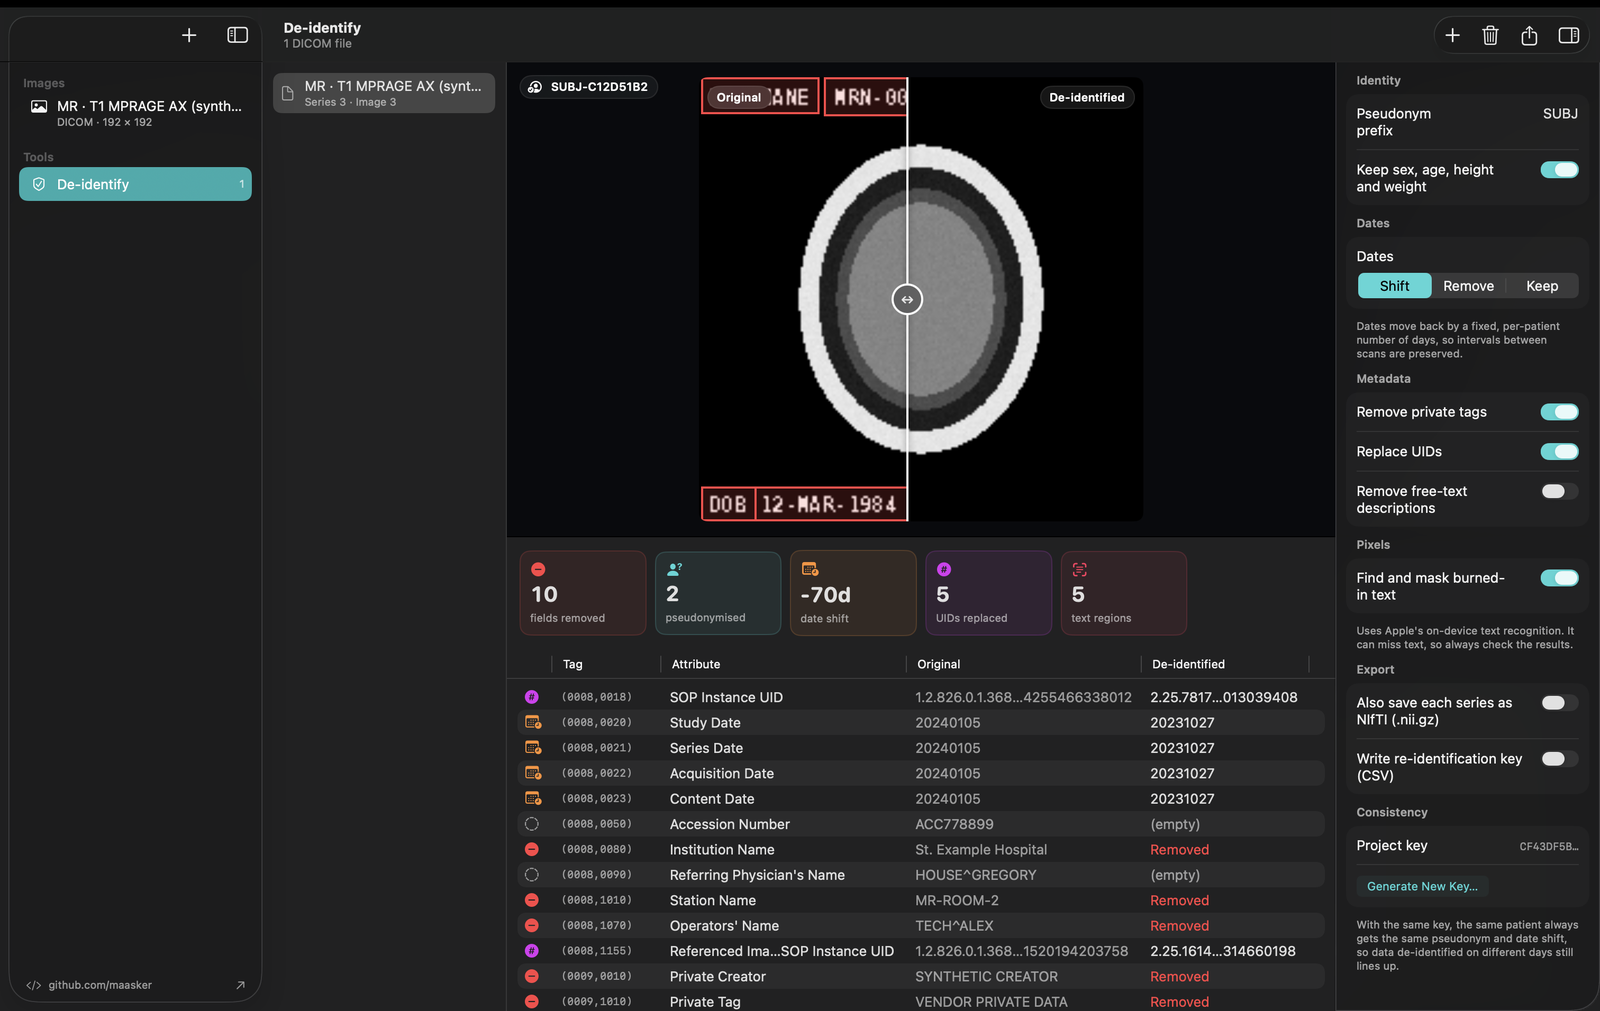 De-identify
1 DICOM file
Images
MR · T1 MPRAGE AX (synth...
DICOM · 192 × 192
Tools
De-identify 1
github.com/maasker
MR · T1 MPRAGE AX (synt...
Series 3 · Image 3
SUBJ-C12D51B2
Original
De-identified
ANE
MRN-00
DOB 12-MAR-1984
10
fields removed
2
pseudonymised
-70d
date shift
5
UIDs replaced
5
text regions
Tag Attribute Original De-identified
(0008,0018) SOP Instance UID 1.2.826.0.1.368...4255466338012 2.25.7817...013039408
(0008,0020) Study Date 20240105 20231027
(0008,0021) Series Date 20240105 20231027
(0008,0022) Acquisition Date 20240105 20231027
(0008,0023) Content Date 20240105 20231027
(0008,0050) Accession Number ACC778899 (empty)
(0008,0080) Institution Name St. Example Hospital Removed
(0008,0090) Referring Physician's Name HOUSE^GREGORY (empty)
(0008,1010) Station Name MR-ROOM-2 Removed
(0008,1070) Operators' Name TECH^ALEX Removed
(0008,1155) Referenced Ima...SOP Instance UID 1.2.826.0.1.368...1520194203758 2.25.1614...314660198
(0009,0010) Private Creator SYNTHETIC CREATOR Removed
(0009,1010) Private Tag VENDOR PRIVATE DATA Removed
Identity
Pseudonym
prefix
SUBJ
Keep sex, age, height
and weight
Dates
Dates
Shift Remove Keep
Dates move back by a fixed, per-patient
number of days, so intervals between
scans are preserved.
Metadata
Remove private tags
Replace UIDs
Remove free-text
descriptions
Pixels
Find and mask burned-
in text
Uses Apple's on-device text recognition. It
can miss text, so always check the results.
Export
Also save each series as
NIfTI (.nii.gz)
Write re-identification key
(CSV)
Consistency
Project key CF43DF5B...
Generate New Key...
With the same key, the same patient always
gets the same pseudonym and date shift,
so data de-identified on different days still
lines up.